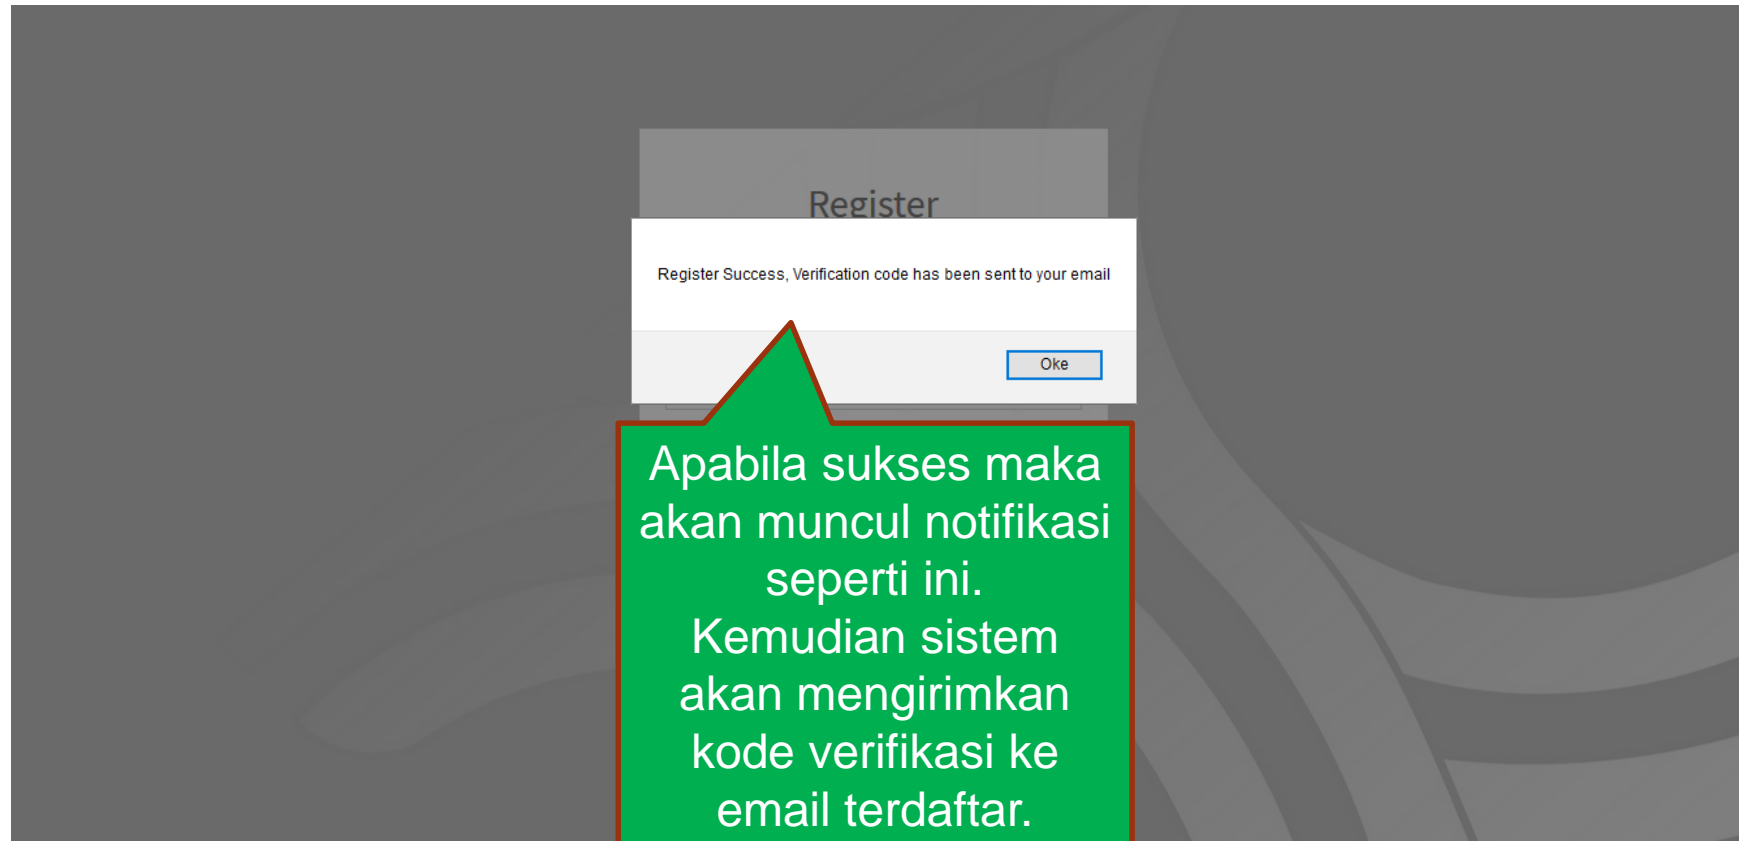 Register
Register Success, Verification code has been sent to your email
Oke
Apabila sukses maka
akan muncul notifikasi
seperti ini.
Kemudian sistem
akan mengirimkan
kode verifikasi ke
email terdaftar.